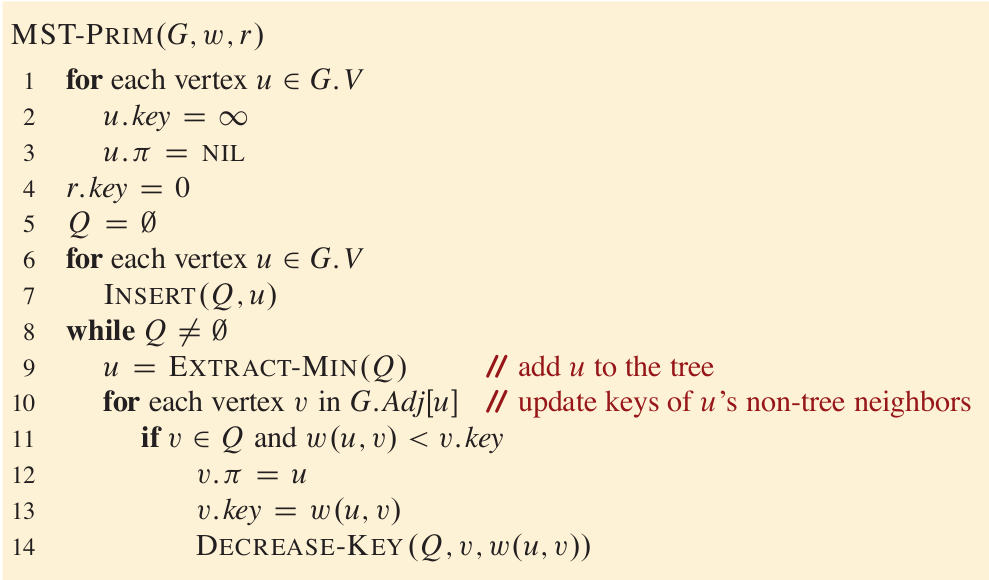 MST-PRIM(G, w, r)
1 for each vertex u ∈ G.V
2 u.key = ∞
3 u.π = NIL
4 r.key = 0
5 Q = ∅
6 for each vertex u ∈ G.V
7 INSERT(Q, u)
8 while Q ≠ ∅
9 u = EXTRACT-MIN(Q) // add u to the tree
10 for each vertex v in G.Adj[u] // update keys of u's non-tree neighbors
11 if v ∈ Q and w(u, v) < v.key
12 v.π = u
13 v.key = w(u, v)
14 DECREASE-KEY(Q, v, w(u, v))